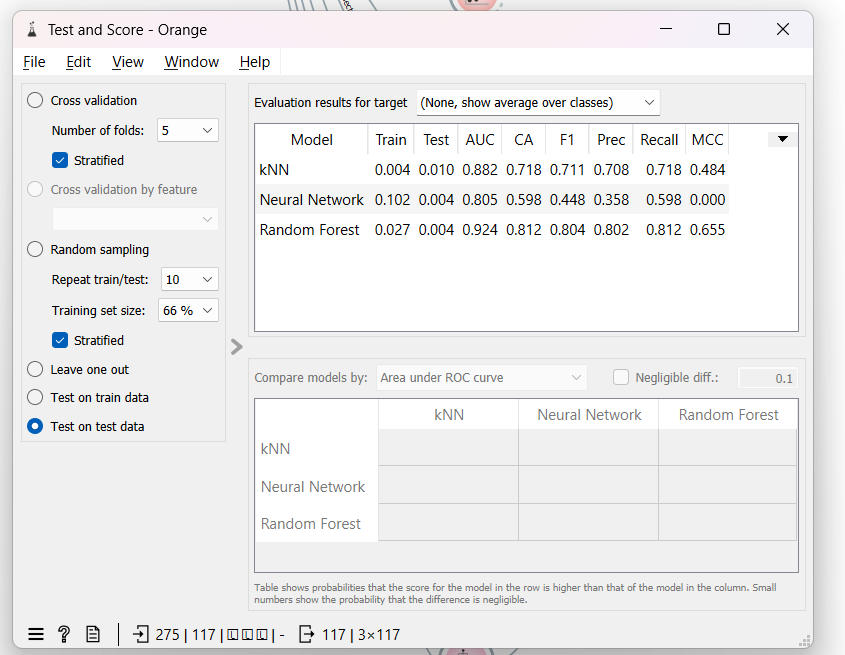 Test and Score - Orange
File Edit View Window Help
Cross validation
Number of folds: 5
Stratified
Cross validation by feature
Random sampling
Repeat train/test: 10
Training set size: 66 %
Stratified
Leave one out
Test on train data
Test on test data
Evaluation results for target (None, show average over classes)
Model Train Test AUC CA F1 Prec Recall MCC
kNN 0.004 0.010 0.882 0.718 0.711 0.708 0.718 0.484
Neural Network 0.102 0.004 0.805 0.598 0.448 0.358 0.598 0.000
Random Forest 0.027 0.004 0.924 0.812 0.804 0.802 0.812 0.655
Compare models by: Area under ROC curve Negligible diff.: 0.1
kNN Neural Network Random Forest
kNN
Neural Network
Random Forest
Table shows probabilities that the score for the model in the row is higher than that of the model in the column. Small
numbers show the probability that the difference is negligible.
275 | 117 | | - 117 | 3×117